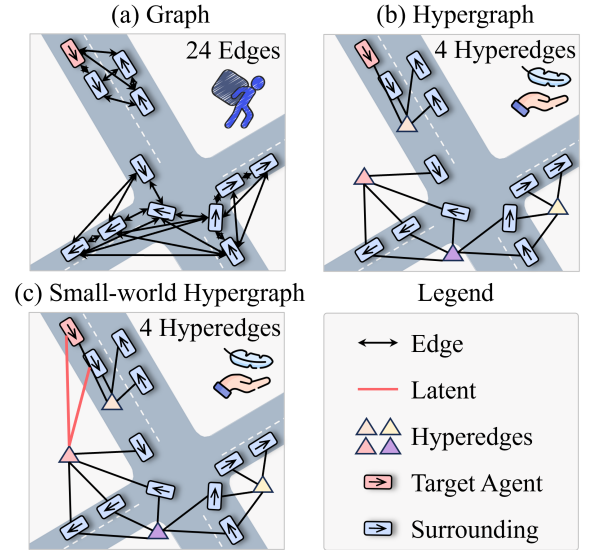 (a) Graph
24 Edges
(b) Hypergraph
4 Hyperedges
(c) Small-world Hypergraph
4 Hyperedges
Legend
Edge
Latent
Hyperedges
Target Agent
Surrounding